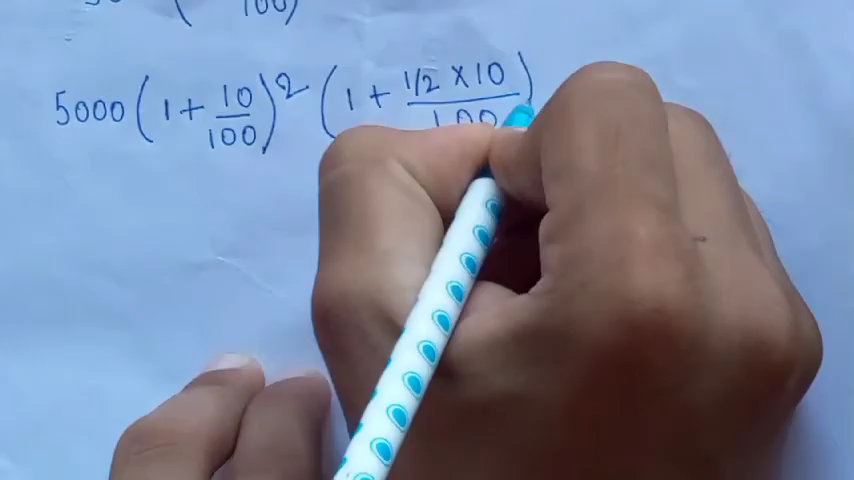 5000 (1 + 10/100)² (1 + 1/2 × 10/100)